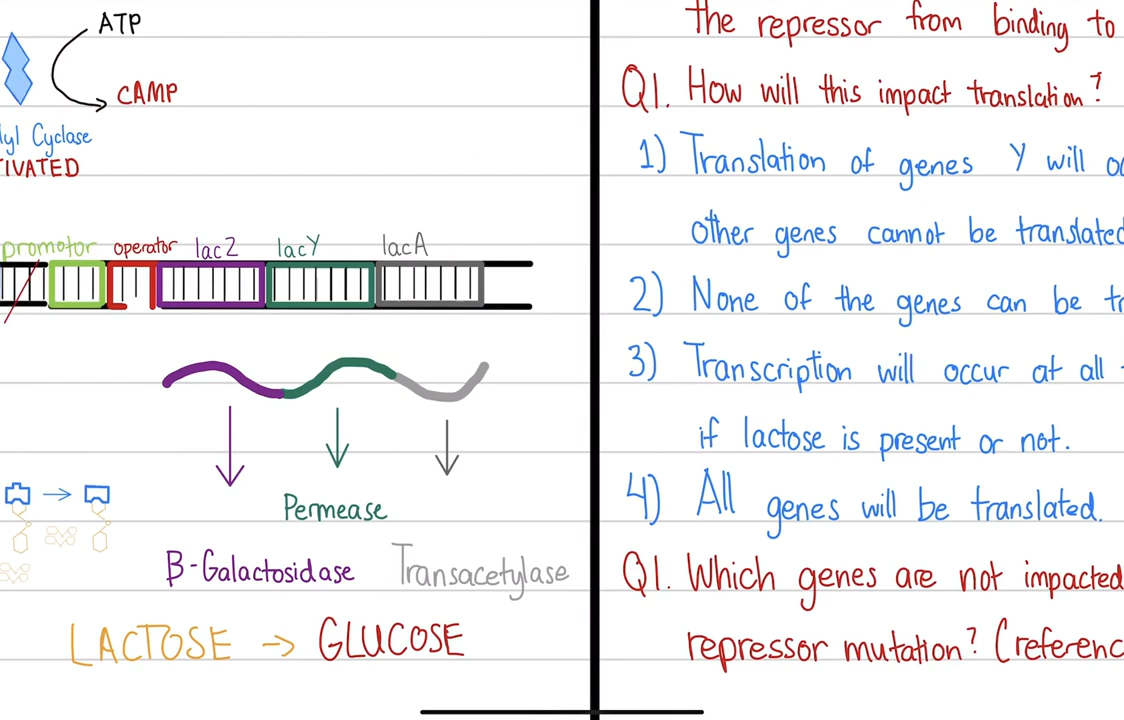 ATP
CAMP
lyl Cyclase
TIVATED
promotor operator lacZ lacY lacA
Permease
β-Galactosidase Transacetylase
LACTOSE → GLUCOSE
the repressor from binding to
Q1. How will this impact translation?
1) Translation of genes Y will oc
other genes cannot be translated
2) None of the genes can be tr
3) Transcription will occur at all
if lactose is present or not.
4) All genes will be translated.
Q1. Which genes are not impacted
repressor mutation? (referenc